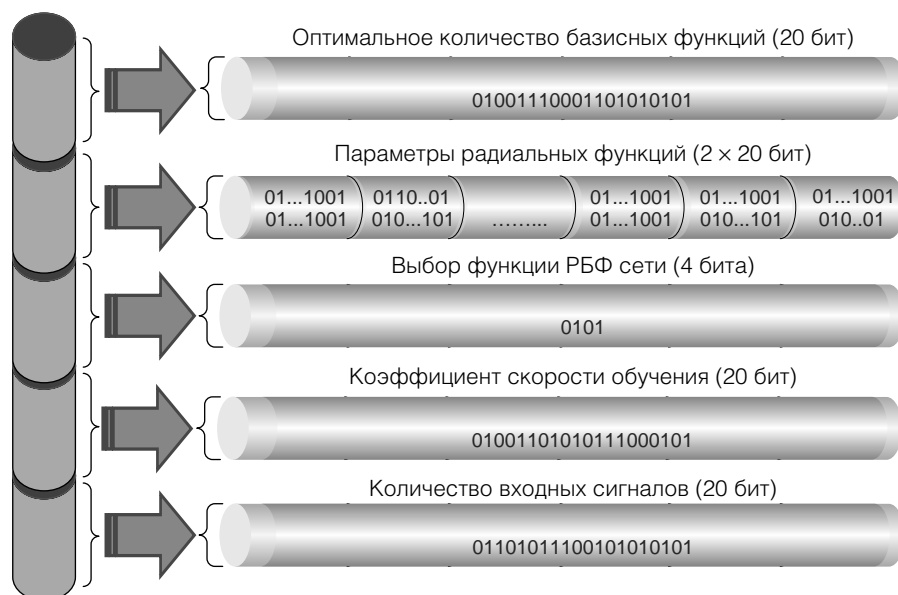 Оптимальное количество базисных функций (20 бит)
01001110001101010101
Параметры радиальных функций (2 × 20 бит)
01...1001 0110..01 01...1001 01...1001 01...1001
01...1001 010...101 ......... 01...1001 010...101 010..01
Выбор функции РБФ сети (4 бита)
0101
Коэффициент скорости обучения (20 бит)
01001101010111000101
Количество входных сигналов (20 бит)
01101011100101010101